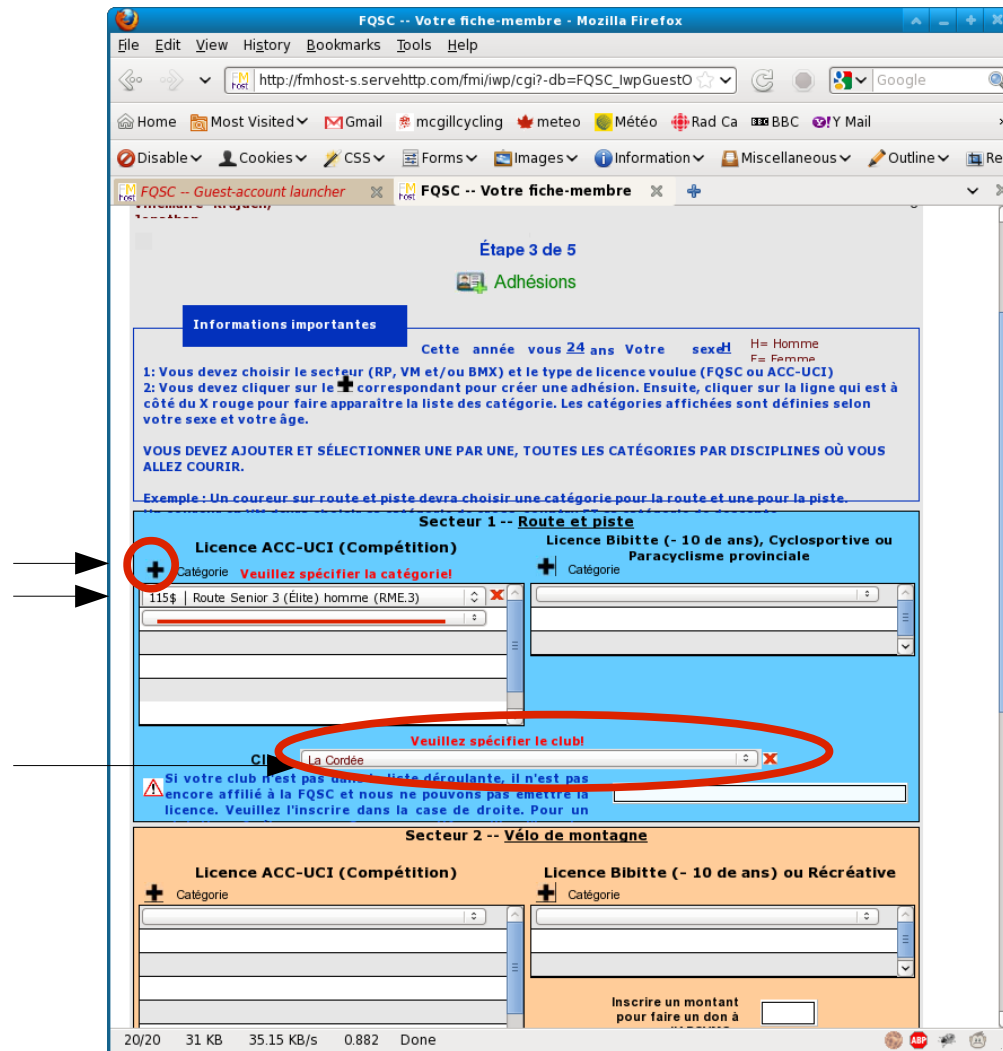 FQSC -- Votre fiche-membre - Mozilla Firefox
File Edit View History Bookmarks Tools Help
http://fmhost-s.servehttp.com/fmi/iwp/cgi?-db=FQSC_IwpGuestO Google
Home Most Visited Gmail mcgillcycling meteo Météo Rad Ca BBC Y Mail
Disable Cookies CSS Forms Images Information Miscellaneous Outline Re
FQSC -- Guest-account launcher FQSC -- Votre fiche-membre
Étape 3 de 5
Adhésions
Informations importantes
Cette année vous 24 ans Votre sexe H H= Homme
F= Femme
1: Vous devez choisir le secteur (RP, VM et/ou BMX) et le type de licence voulue (FQSC ou ACC-UCI)
2: Vous devez cliquer sur le + correspondant pour créer une adhésion. Ensuite, cliquer sur la ligne qui est à
côté du X rouge pour faire apparaître la liste des catégorie. Les catégories affichées sont définies selon
votre sexe et votre âge.
VOUS DEVEZ AJOUTER ET SÉLECTIONNER UNE PAR UNE, TOUTES LES CATÉGORIES PAR DISCIPLINES OÙ VOUS
ALLEZ COURIR.
Exemple : Un coureur sur route et piste devra choisir une catégorie pour la route et une pour la piste.
Secteur 1 -- Route et piste
Licence ACC-UCI (Compétition)
Catégorie Veuillez spécifier la catégorie!
115$ | Route Senior 3 (Élite) homme (RME.3)
Licence Bibitte (- 10 de ans), Cyclosportive ou
Paracyclisme provinciale
Catégorie
Veuillez spécifier le club!
La Cordée
Si votre club n'est pas dans la liste déroulante, il n'est pas
encore affilié à la FQSC et nous ne pouvons pas émettre la
licence. Veuillez l'inscrire dans la case de droite. Pour un
Secteur 2 -- Vélo de montagne
Licence ACC-UCI (Compétition)
Catégorie
Licence Bibitte (- 10 de ans) ou Récréative
Catégorie
Inscrire un montant
pour faire un don à
20/20 31 KB 35.15 KB/s 0.882 Done ABP